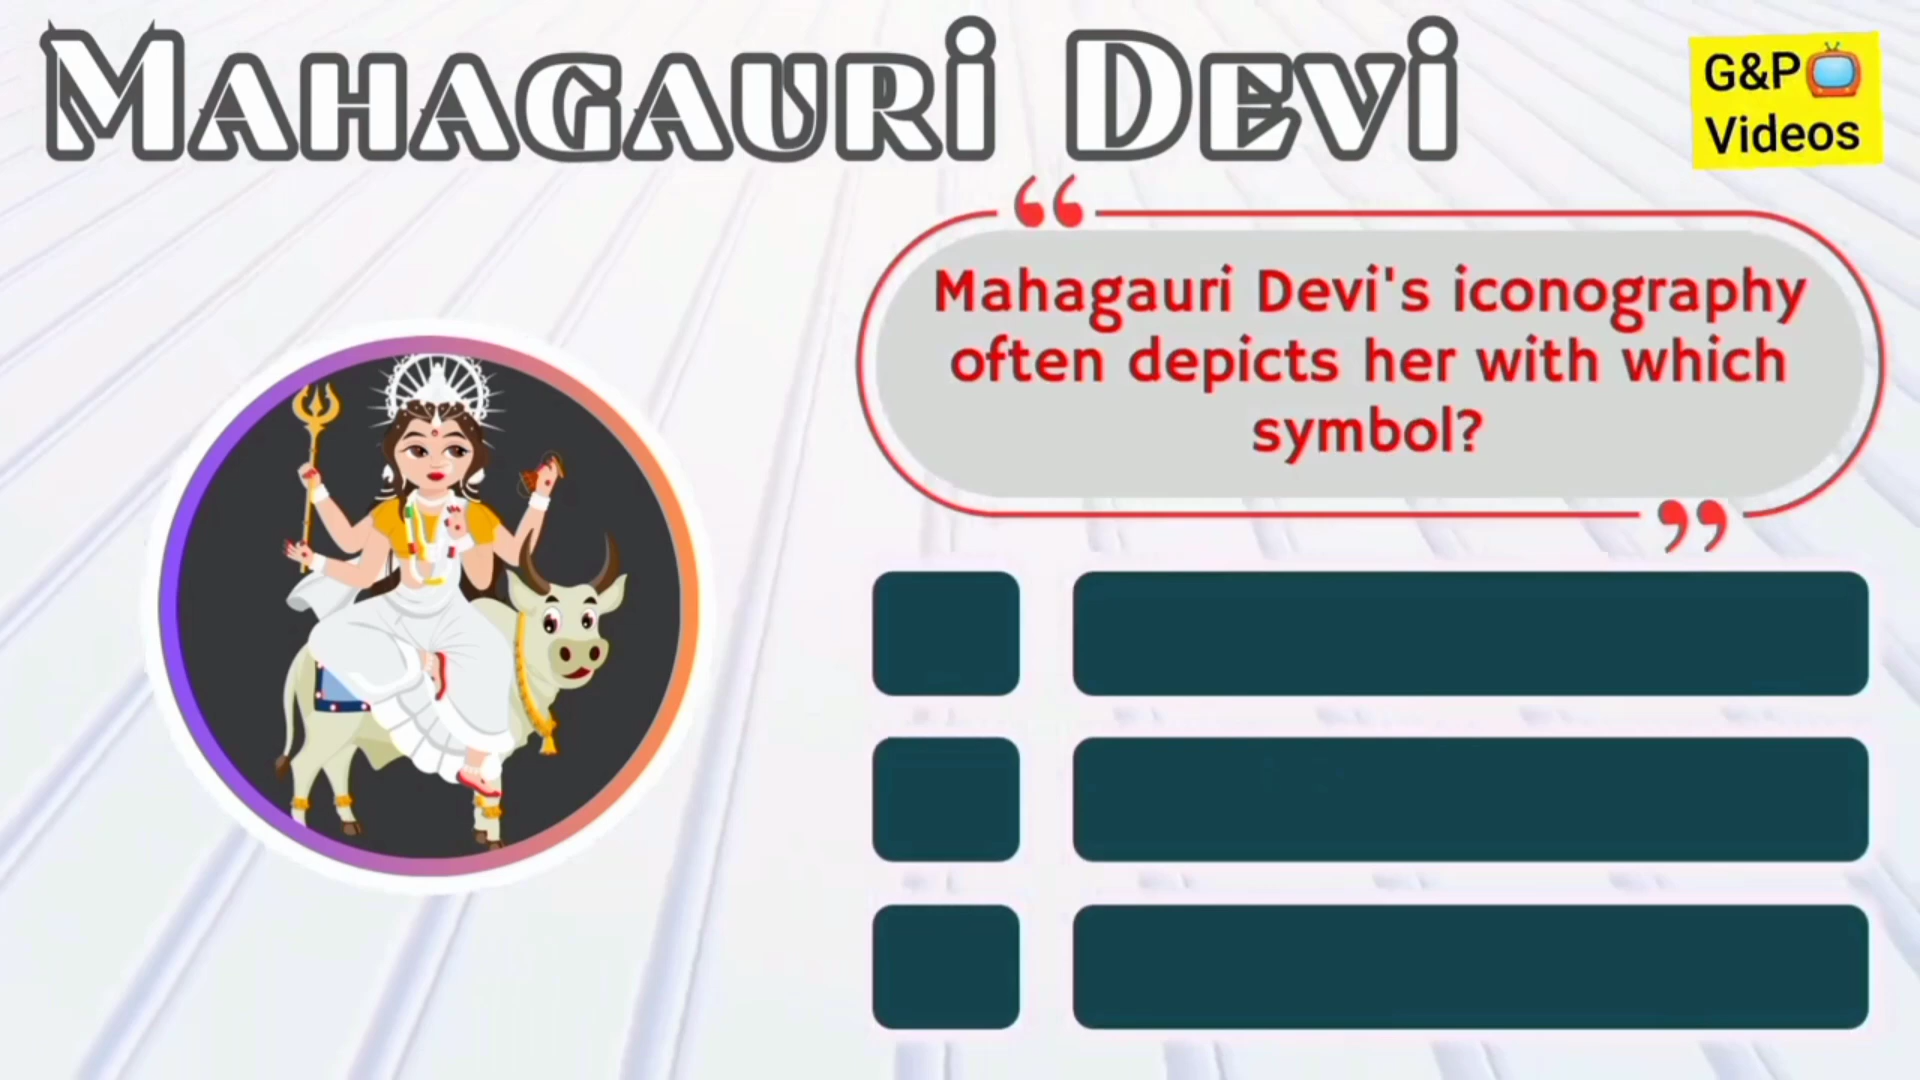 MAHAGAURI DEVI
G&P
Videos
“
Mahagauri Devi's iconography
often depicts her with which
symbol?
”